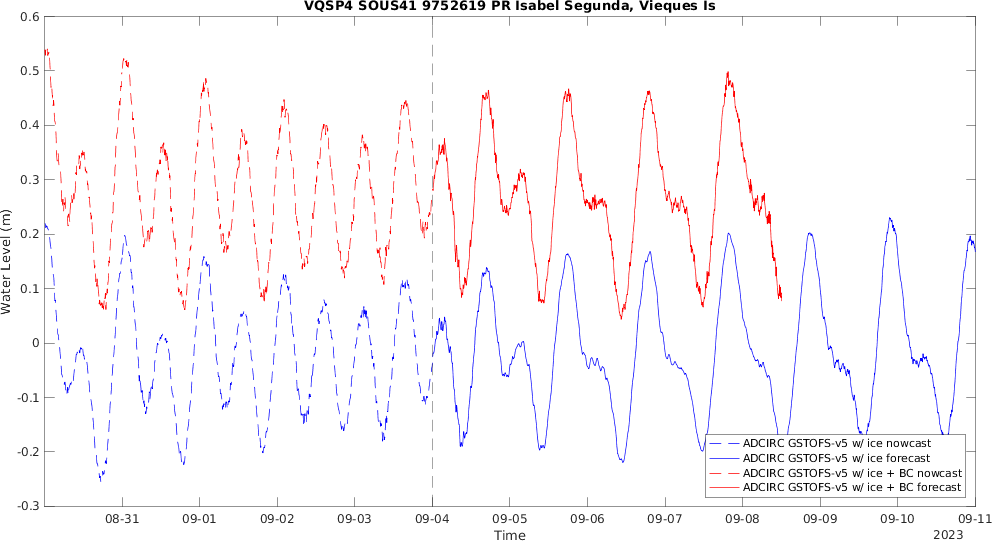 VQSP4 SOUS41 9752619 PR Isabel Segunda, Vieques Is
0.6
0.5
0.4
0.3
0.2
0.1
0
-0.1
-0.2
-0.3
Water Level (m)
ADCIRC GSTOFS-v5 w/ ice nowcast
ADCIRC GSTOFS-v5 w/ ice forecast
ADCIRC GSTOFS-v5 w/ ice + BC nowcast
ADCIRC GSTOFS-v5 w/ ice + BC forecast
08-31 09-01 09-02 09-03 09-04 09-05 09-06 09-07 09-08 09-09 09-10 09-11
Time
2023